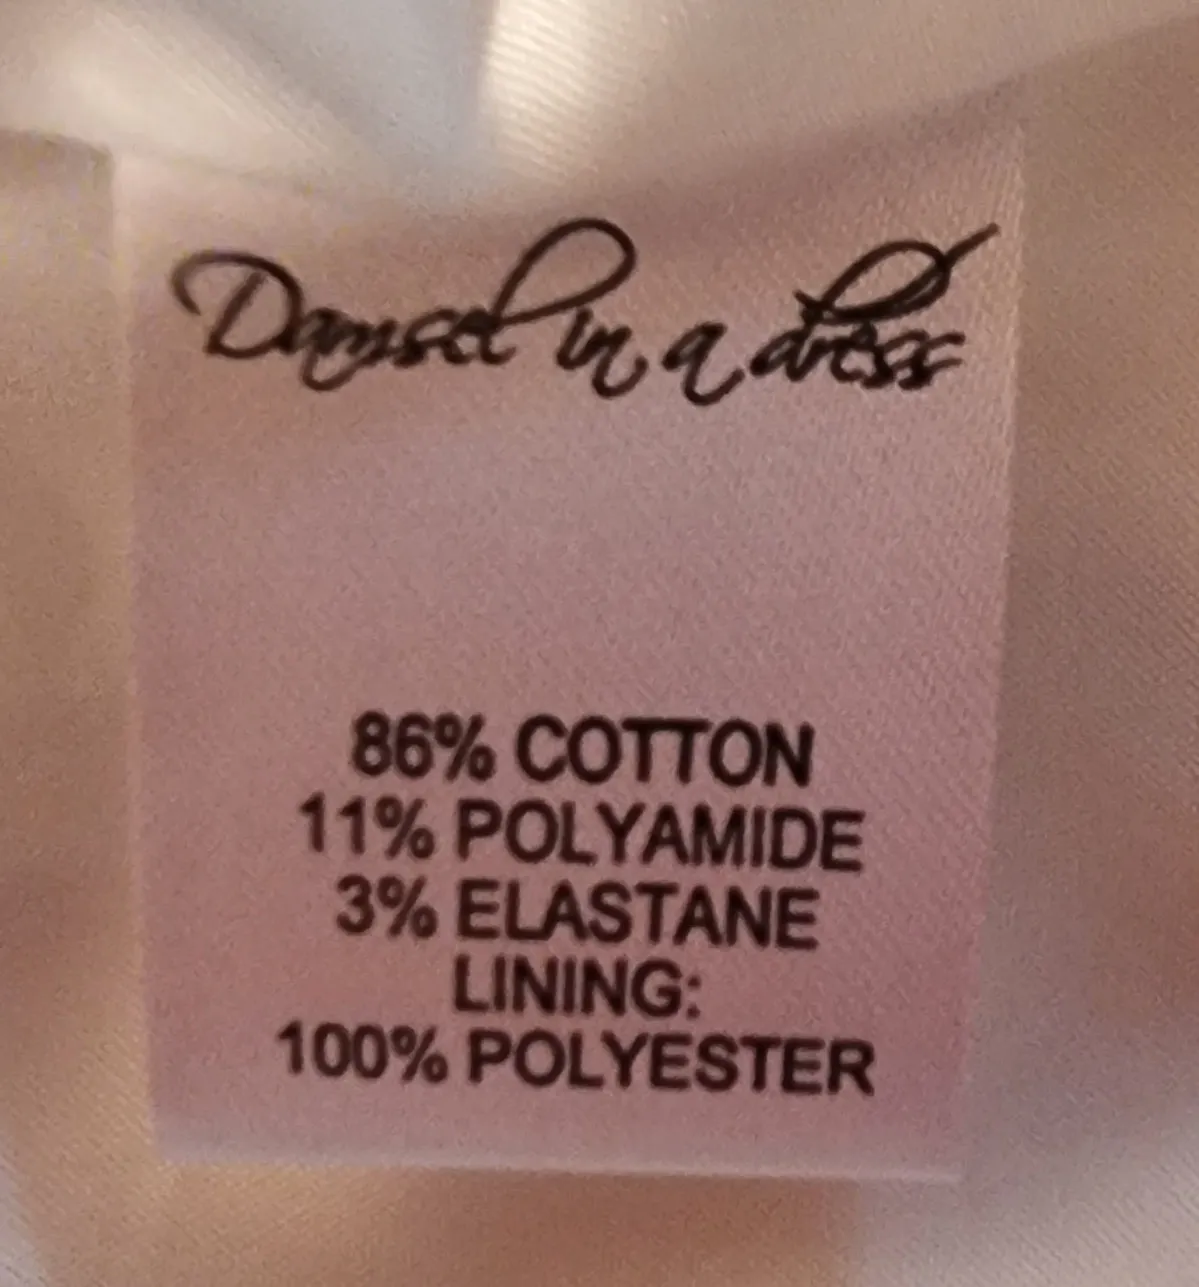 Damsel in a dress
86% COTTON
11% POLYAMIDE
3% ELASTANE
LINING:
100% POLYESTER